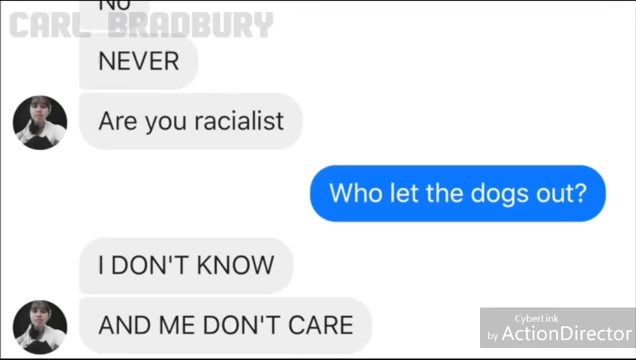 No
CARL BRADBURY
NEVER
Are you racialist
Who let the dogs out?
I DON'T KNOW
AND ME DON'T CARE
CyberLink
by ActionDirector